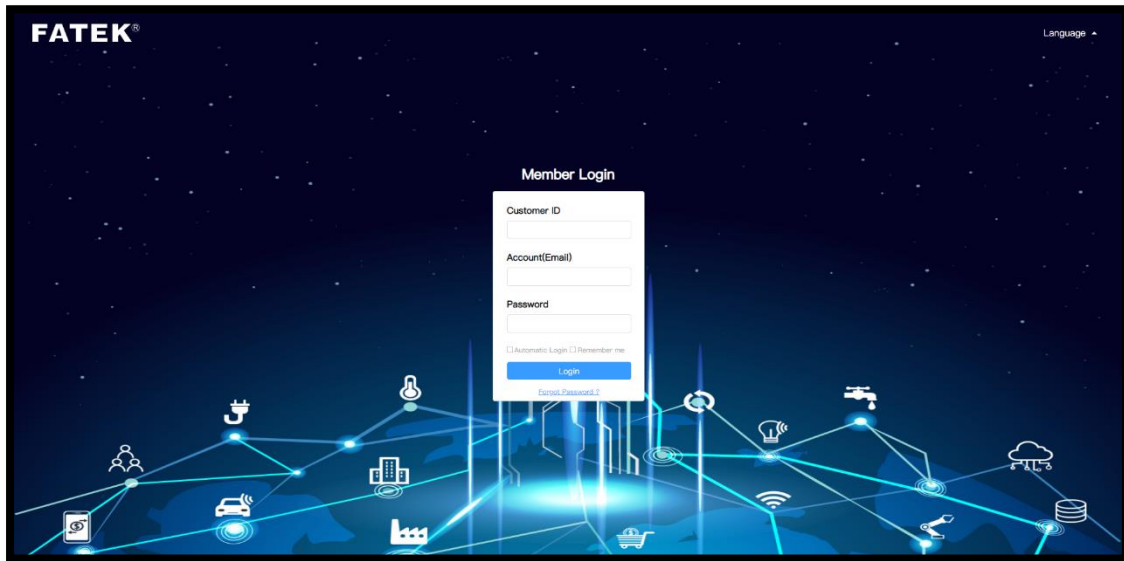 FATEK®
Language
Member Login
Customer ID
Account(Email)
Password
Automatic Login Remember me
Login
Forgot Password ?